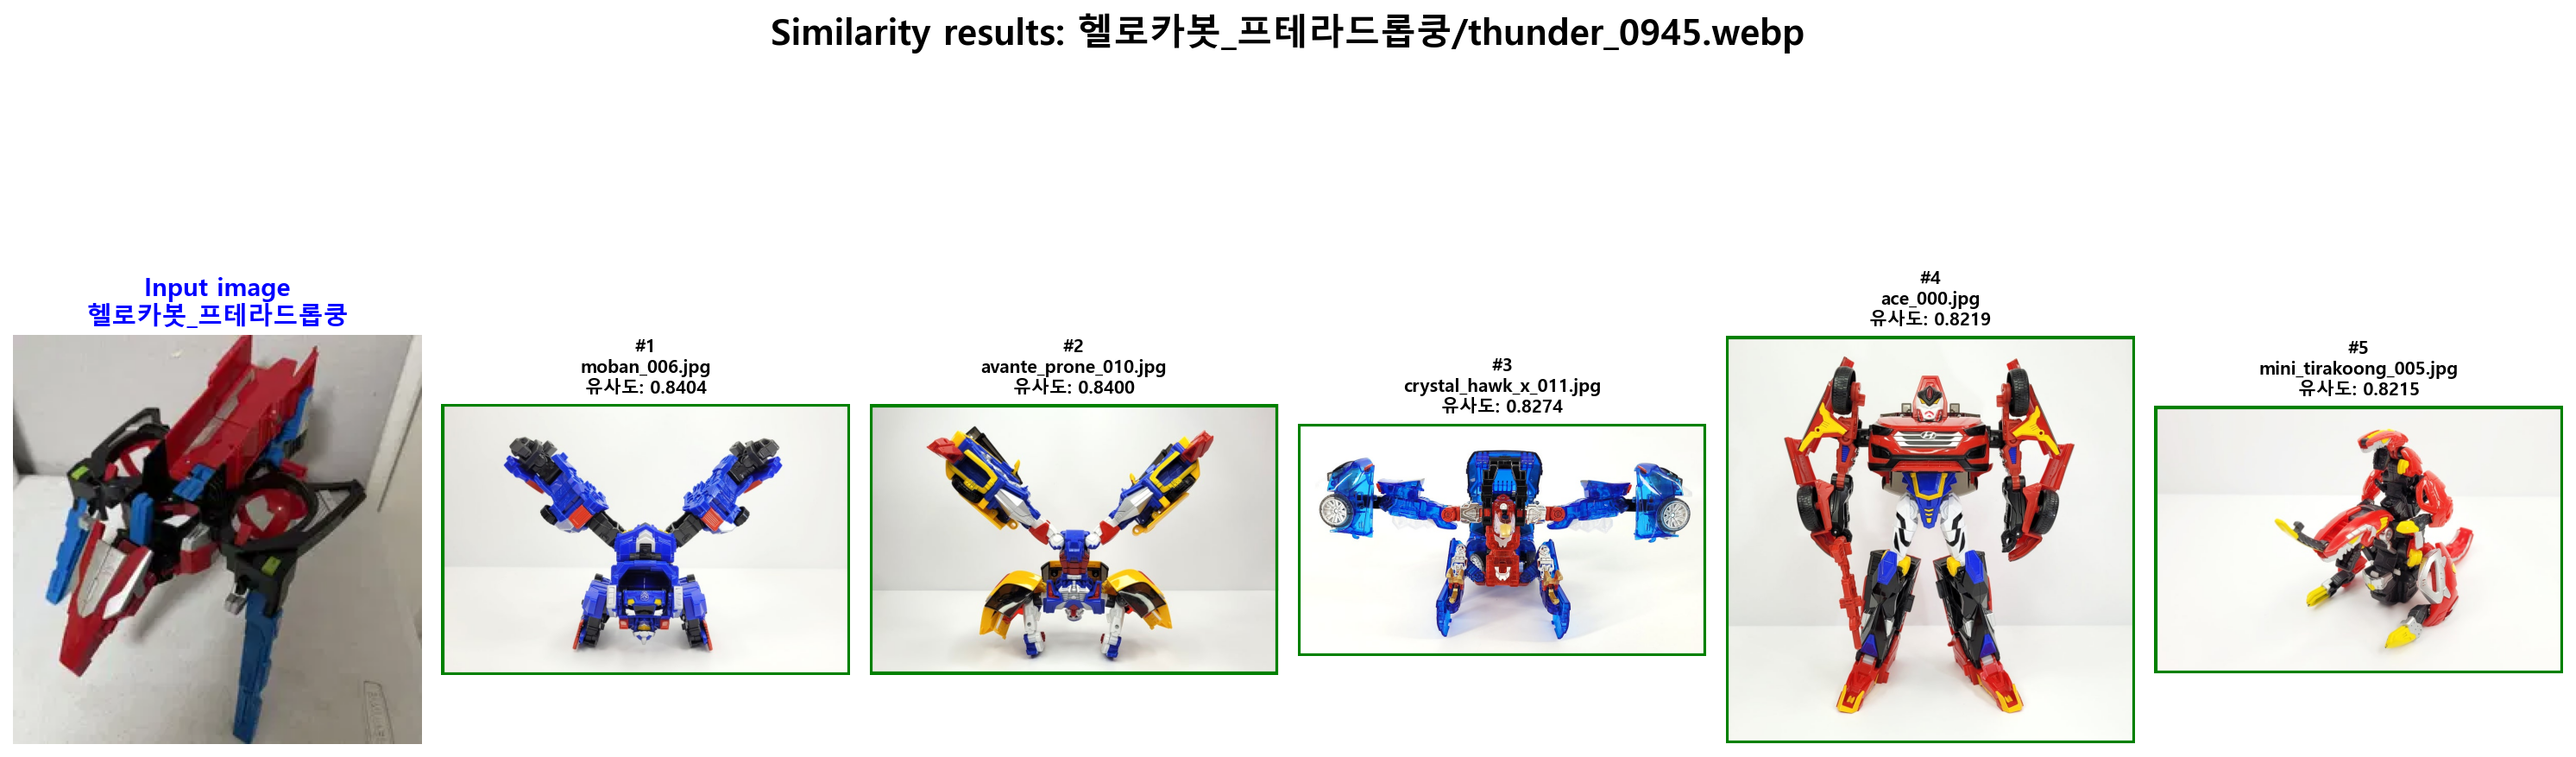 Similarity results: 헬로카봇_프테라드롭쿵/thunder_0945.webp
Input image
헬로카봇_프테라드롭쿵
#1
moban_006.jpg
유사도: 0.8404
#2
avante_prone_010.jpg
유사도: 0.8400
#3
crystal_hawk_x_011.jpg
유사도: 0.8274
#4
ace_000.jpg
유사도: 0.8219
#5
mini_tirakoong_005.jpg
유사도: 0.8215